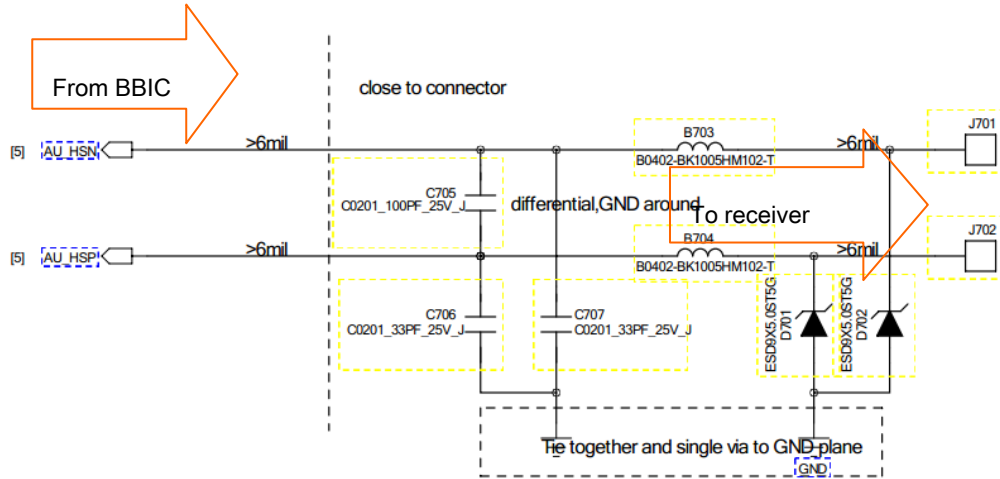 From BBIC
close to connector
[5] AU_HSN >6mil B703 >6mil J701
B0402-BK1005HM102-T
C705
C0201_100PF_25V_J
differential,GND around
To receiver
[5] AU_HSP >6mil B704 >6mil J702
B0402-BK1005HM102-T
C706
C0201_33PF_25V_J
C707
C0201_33PF_25V_J
ESD9X5.0ST5G
D701
ESD9X5.0ST5G
D702
Tie together and single via to GND plane
GND